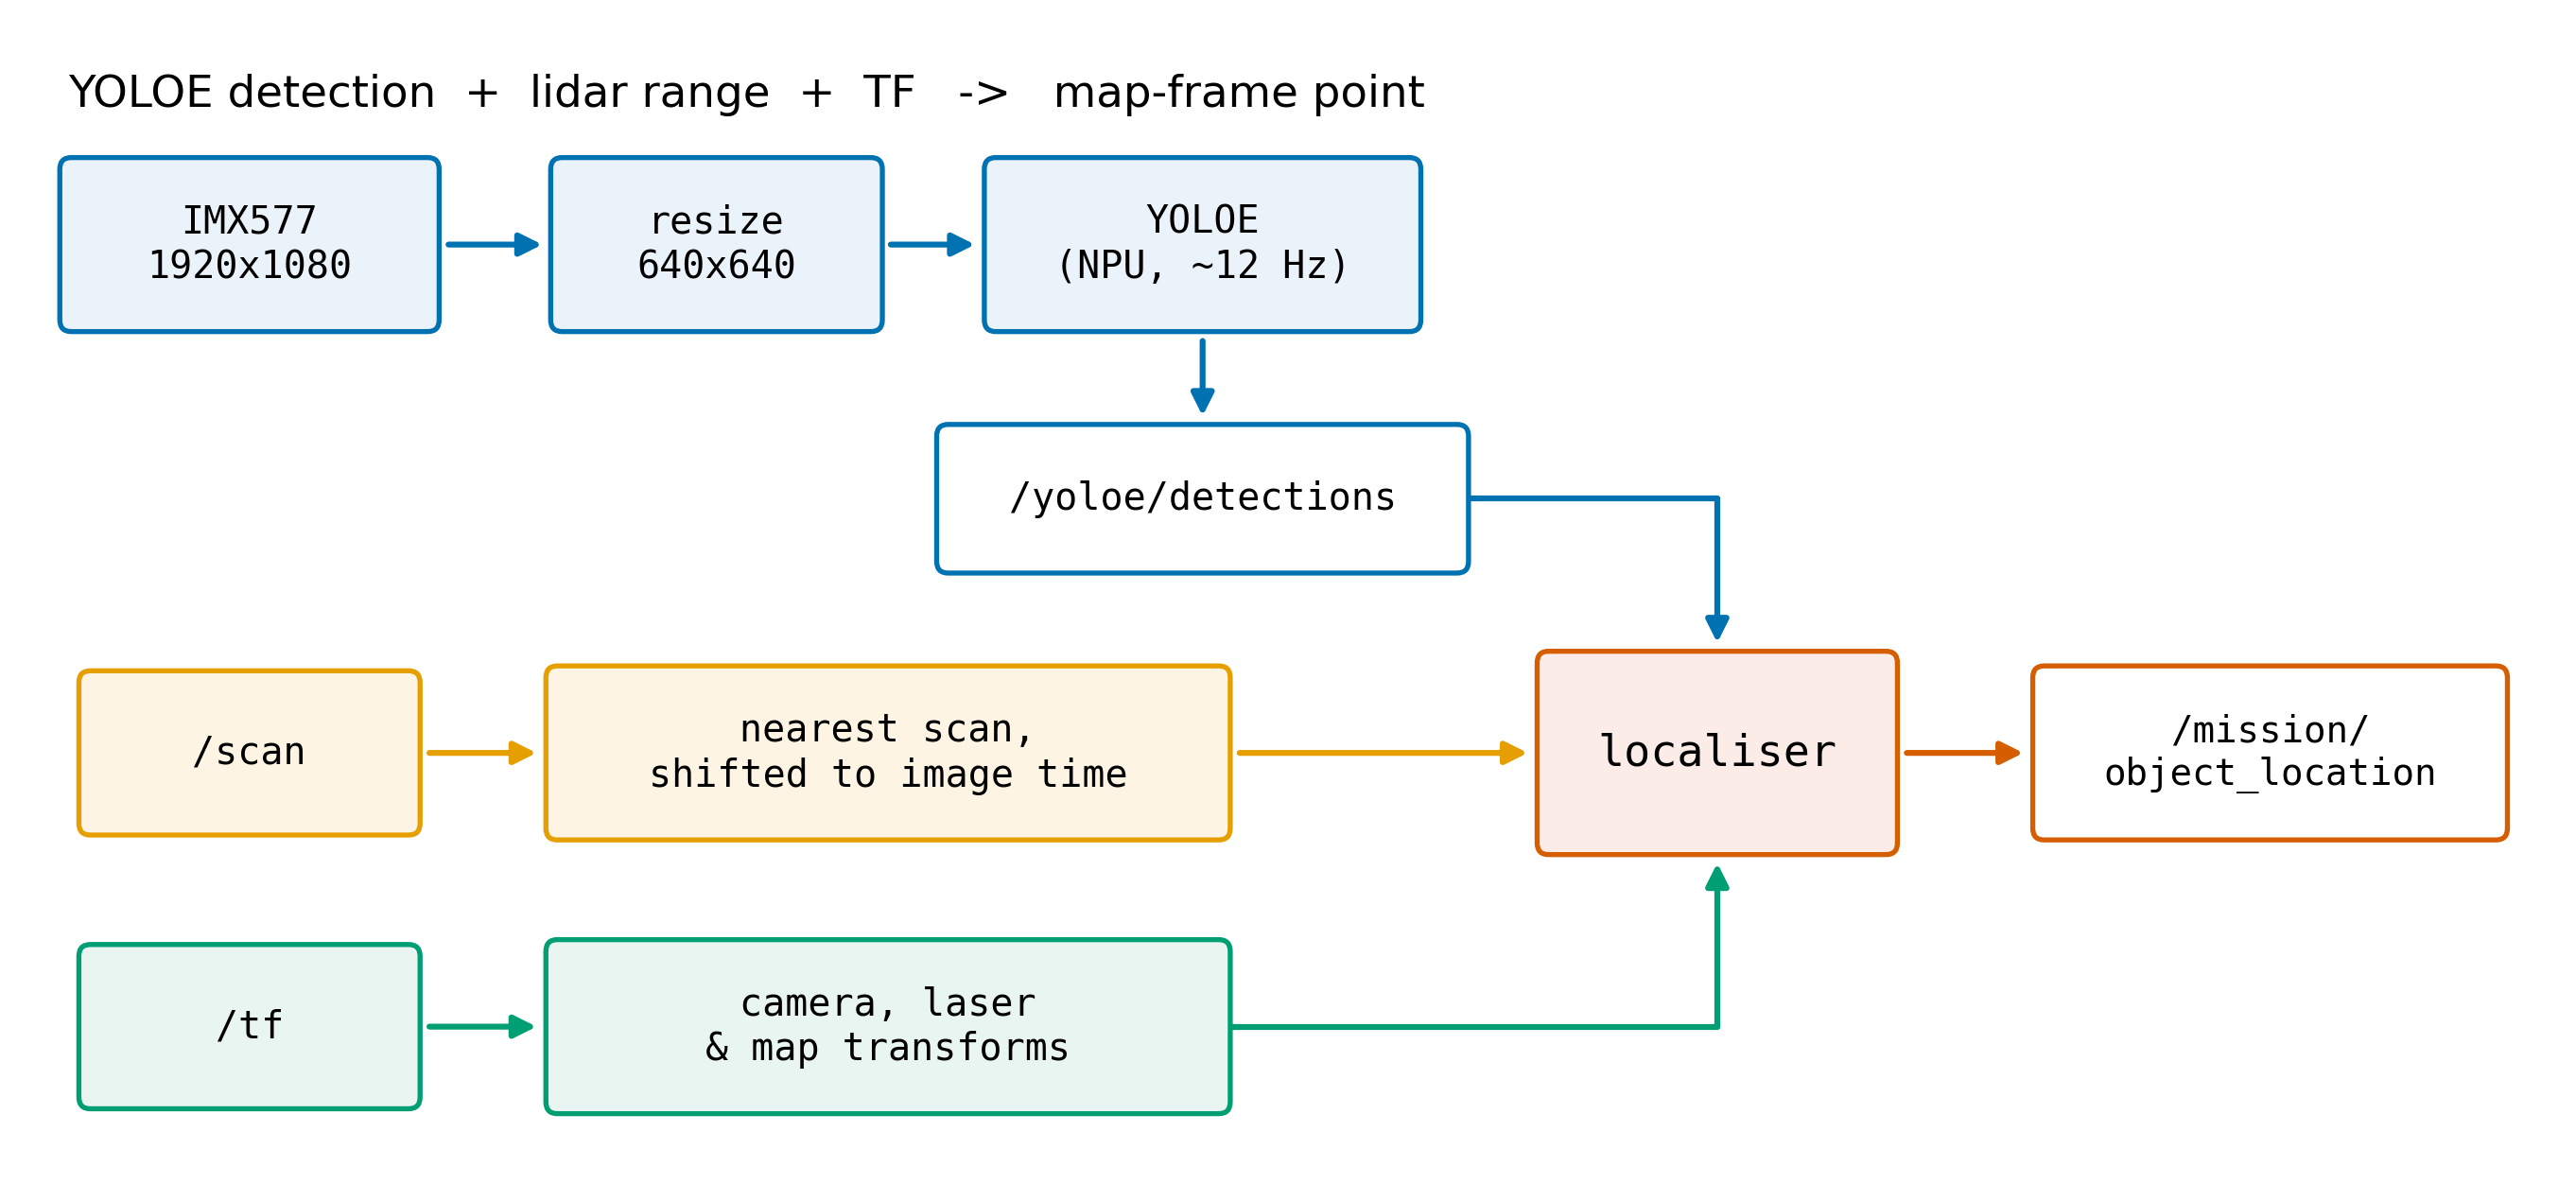 YOLOE detection + lidar range + TF -> map-frame point
IMX577
1920x1080
resize
640x640
YOLOE
(NPU, ~12 Hz)
/yoloe/detections
/scan
nearest scan,
shifted to image time
localiser
/mission/
object_location
/tf
camera, laser
& map transforms